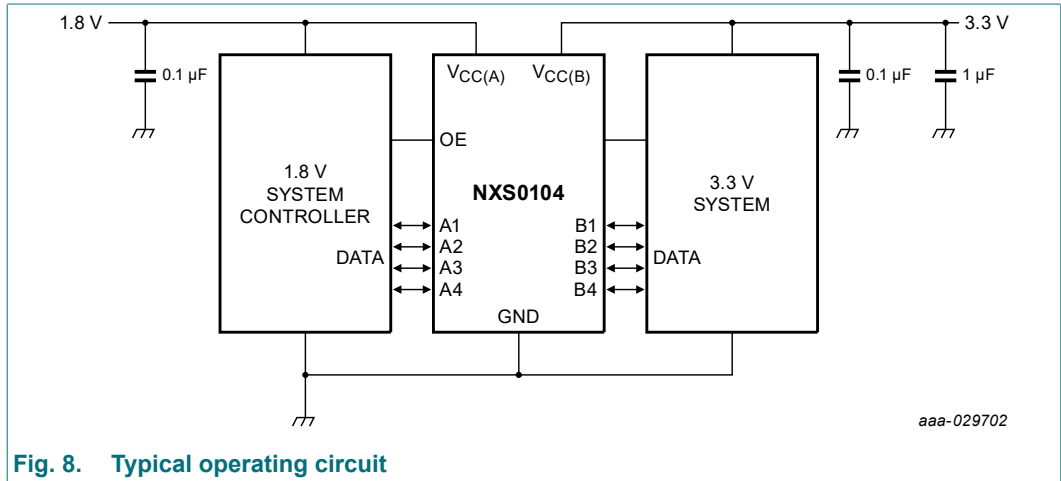 1.8 V
3.3 V
0.1 µF
0.1 µF
1 µF
VCC(A)
VCC(B)
OE
1.8 V
SYSTEM
CONTROLLER
DATA
NXS0104
A1
A2
A3
A4
B1
B2
B3
B4
GND
3.3 V
SYSTEM
DATA
aaa-029702
Fig. 8. Typical operating circuit